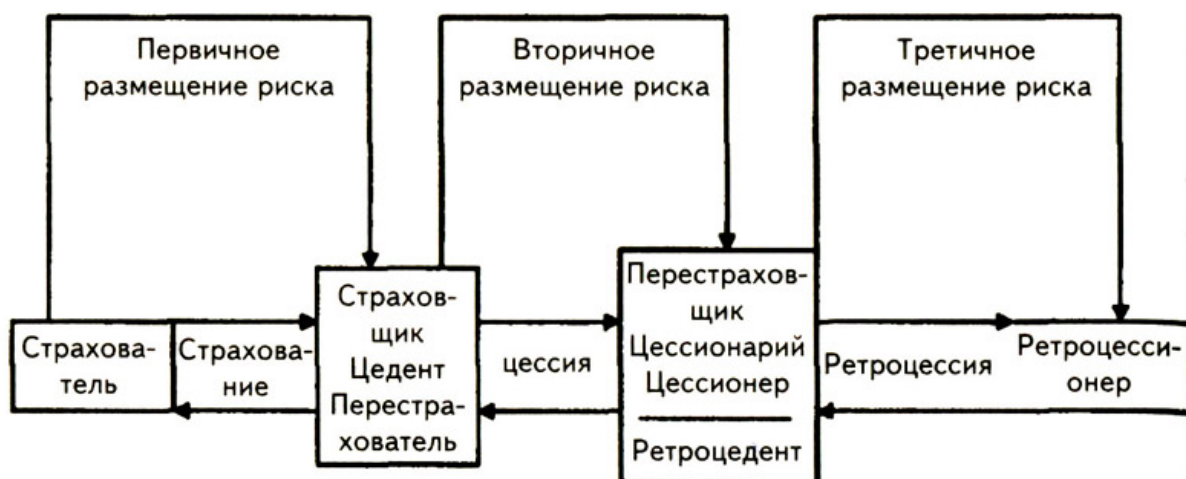 Первичное
размещение риска
Вторичное
размещение риска
Третичное
размещение риска
Страхова-
тель
Страхова-
ние
Страхов-
щик
Цедент
Перестра-
хователь
цессия
Перестрахов-
щик
Цессионарий
Цессионер
Ретроцедент
Ретроцессия
Ретроцесси-
онер